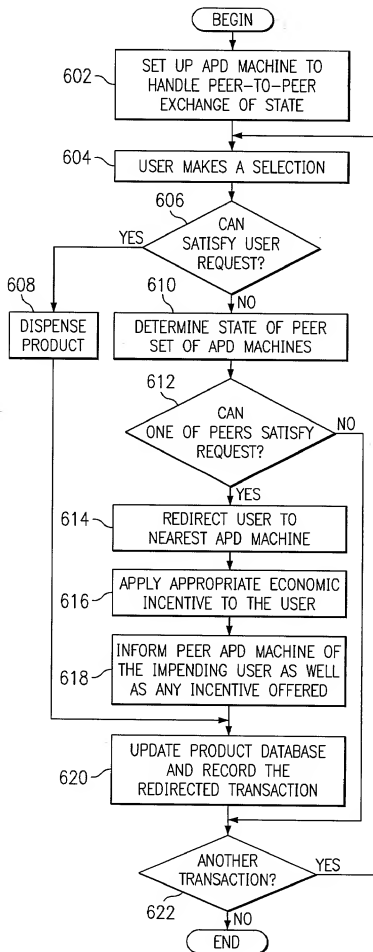 BEGIN
602
SET UP APD MACHINE TO
HANDLE PEER-TO-PEER
EXCHANGE OF STATE
604
USER MAKES A SELECTION
606
CAN
SATISFY USER
REQUEST?
YES
NO
608
DISPENSE
PRODUCT
610
DETERMINE STATE OF PEER
SET OF APD MACHINES
612
CAN
ONE OF PEERS SATISFY
REQUEST?
NO
YES
614
REDIRECT USER TO
NEAREST APD MACHINE
616
APPLY APPROPRIATE ECONOMIC
INCENTIVE TO THE USER
618
INFORM PEER APD MACHINE OF
THE IMPENDING USER AS WELL
AS ANY INCENTIVE OFFERED
620
UPDATE PRODUCT DATABASE
AND RECORD THE
REDIRECTED TRANSACTION
ANOTHER
TRANSACTION?
YES
622
NO
END